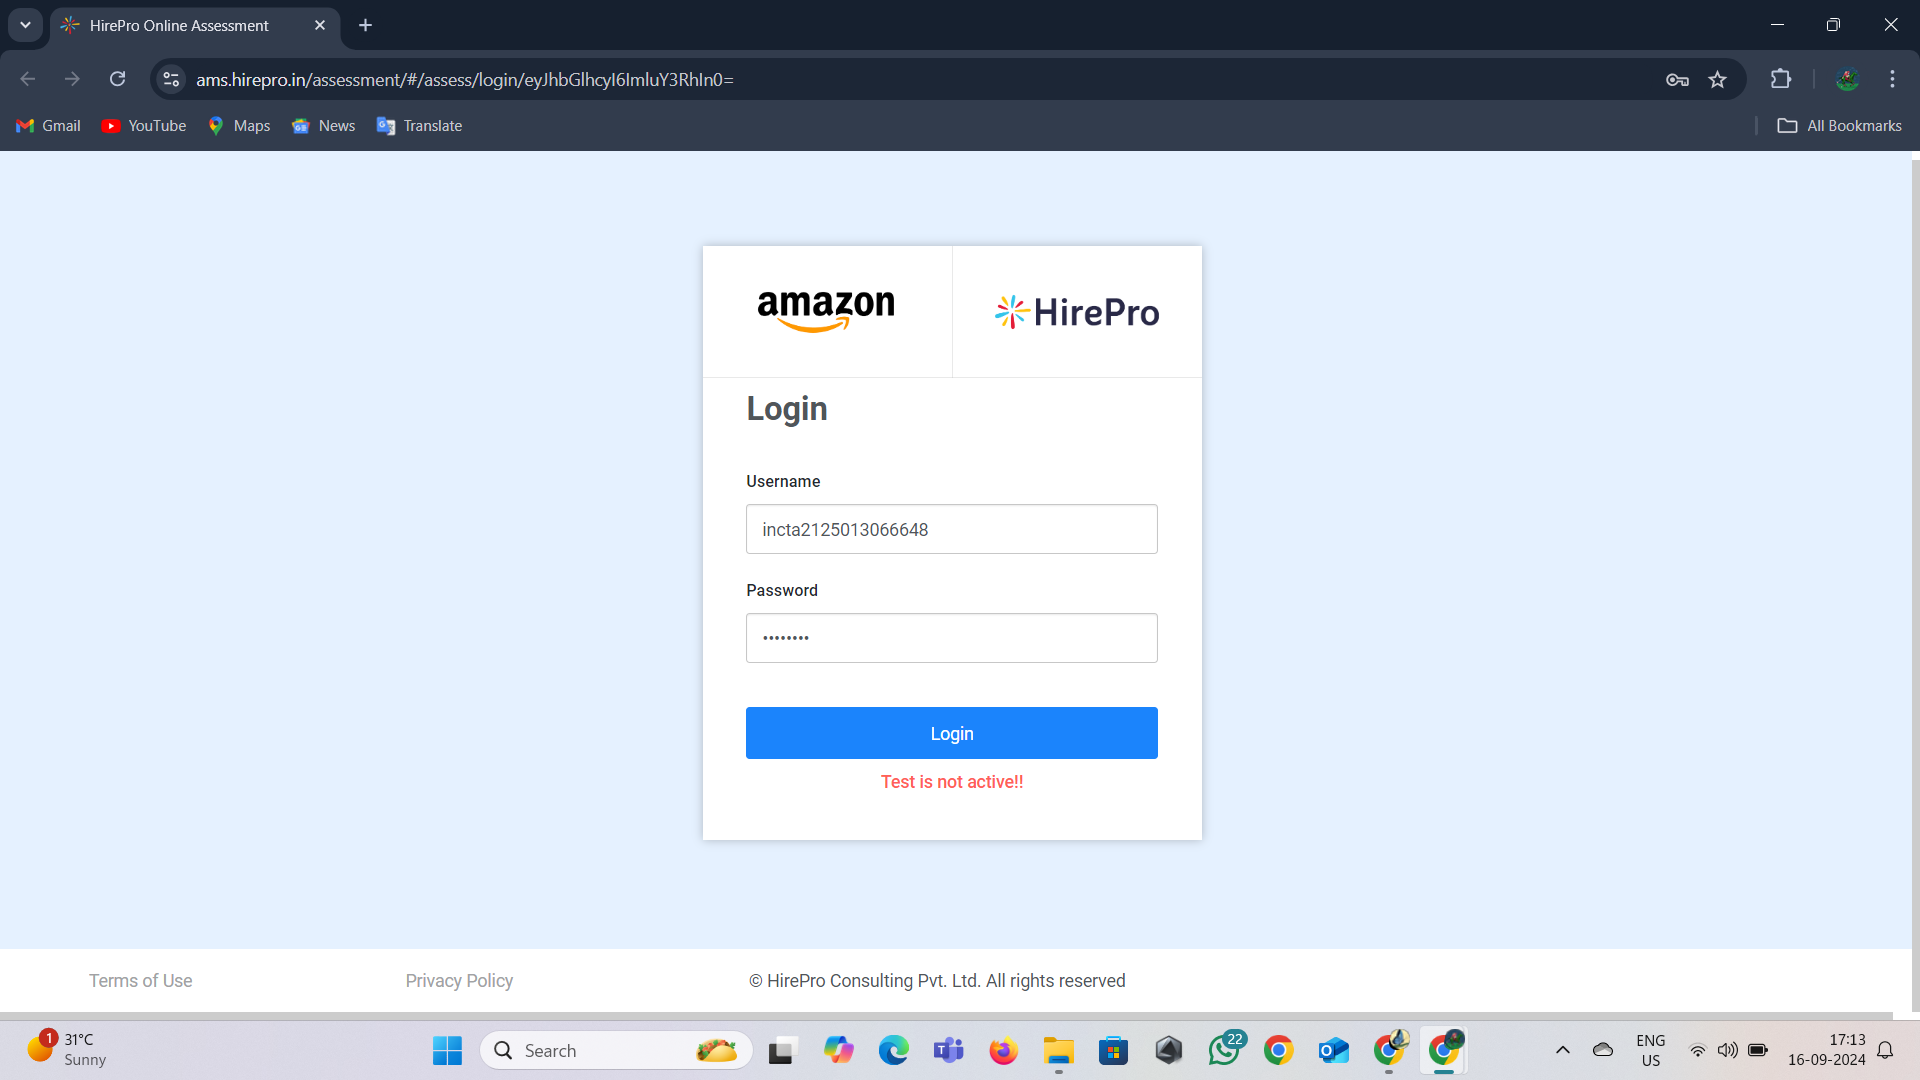 HirePro Online Assessment
ams.hirepro.in/assessment/#/assess/login/eyJhbGlhcyI6ImluY3RhIn0=
Gmail YouTube Maps News Translate All Bookmarks
amazon HirePro
Login
Username
incta2125013066648
Password
••••••••
Login
Test is not active!!
Terms of Use Privacy Policy © HirePro Consulting Pvt. Ltd. All rights reserved
1 31°C
Sunny
Search
22
ENG
US
17:13
16-09-2024